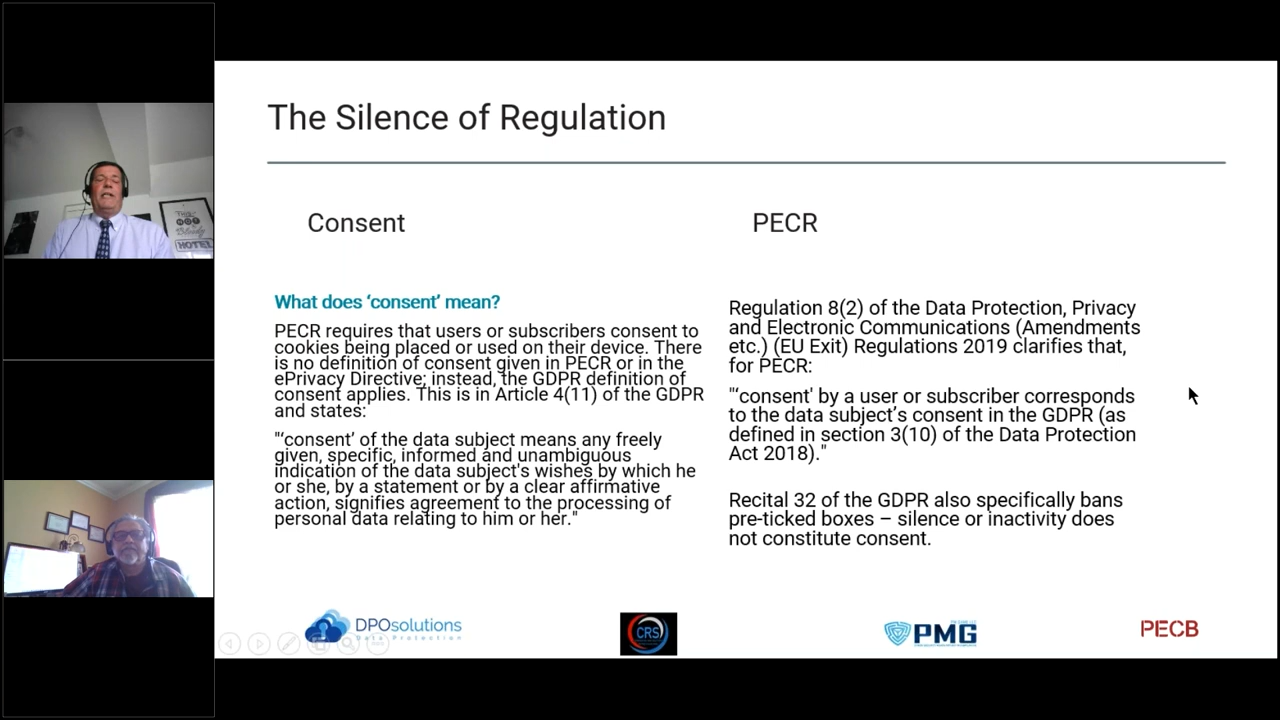 The Silence of Regulation
Consent
PECR
What does ‘consent’ mean?
PECR requires that users or subscribers consent to
cookies being placed or used on their device. There
is no definition of consent given in PECR or in the
ePrivacy Directive; instead, the GDPR definition of
consent applies. This is in Article 4(11) of the GDPR
and states:
"‘consent’ of the data subject means any freely
given, specific, informed and unambiguous
indication of the data subject's wishes by which he
or she, by a statement or by a clear affirmative
action, signifies agreement to the processing of
personal data relating to him or her."
Regulation 8(2) of the Data Protection, Privacy
and Electronic Communications (Amendments
etc.) (EU Exit) Regulations 2019 clarifies that,
for PECR:
"‘consent' by a user or subscriber corresponds
to the data subject’s consent in the GDPR (as
defined in section 3(10) of the Data Protection
Act 2018)."
Recital 32 of the GDPR also specifically bans
pre-ticked boxes – silence or inactivity does
not constitute consent.
DPOsolutions
Data Protection
CRS
PMG
PECB
This
NOT
Bloody
HOTEL